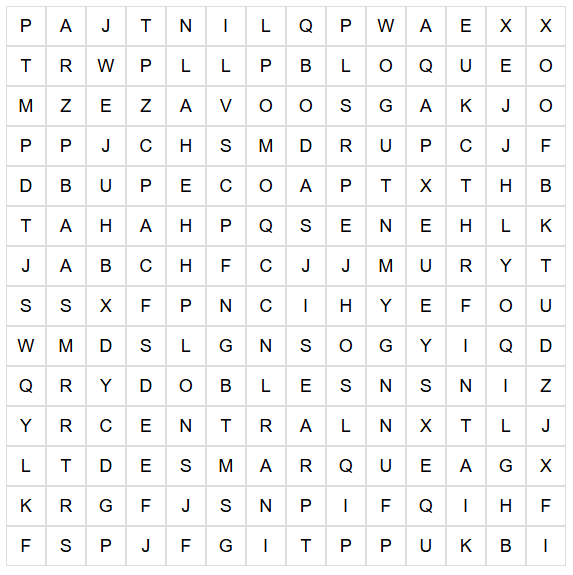 P A J T N I L Q P W A E X X
T R W P L L P B L O Q U E O
M Z E Z A V O O S G A K J O
P P J C H S M D R U P C J F
D B U P E C O A P T X T H B
T A H A H P Q S E N E H L K
J A B C H F C J J M U R Y T
S S X F P N C I H Y E F O U
W M D S L G N S O G Y I Q D
Q R Y D O B L E S N S N I Z
Y R C E N T R A L N X T L J
L T D E S M A R Q U E A G X
K R G F J S N P I F Q I H F
F S P J F G I T P P U K B I